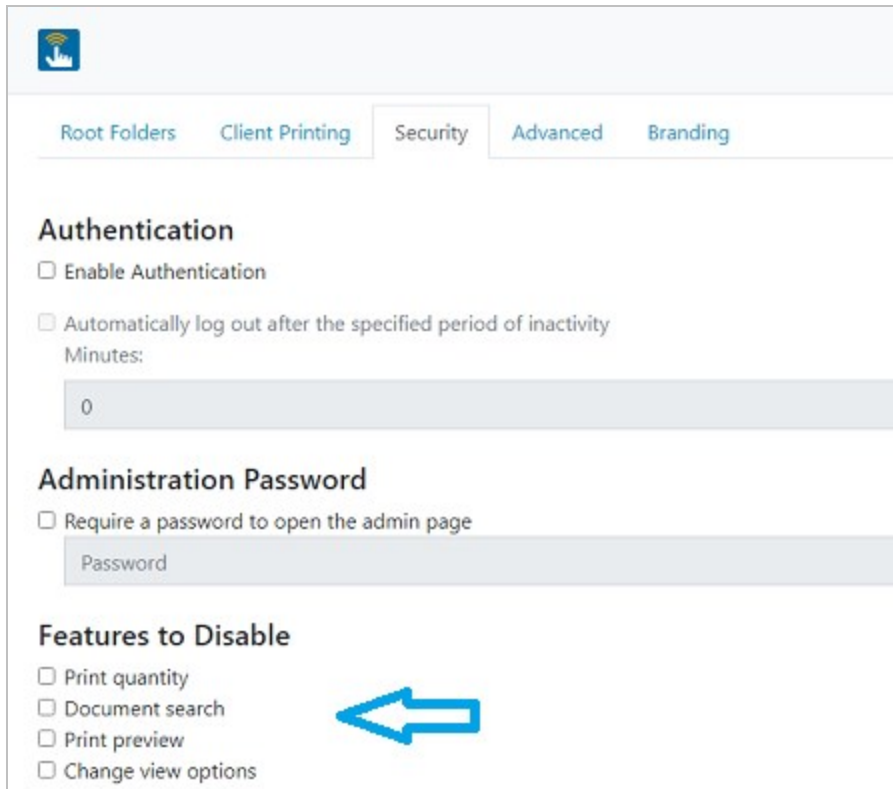 Root Folders Client Printing Security Advanced Branding
Authentication
Enable Authentication
Automatically log out after the specified period of inactivity
Minutes:
0
Administration Password
Require a password to open the admin page
Password
Features to Disable
Print quantity
Document search
Print preview
Change view options